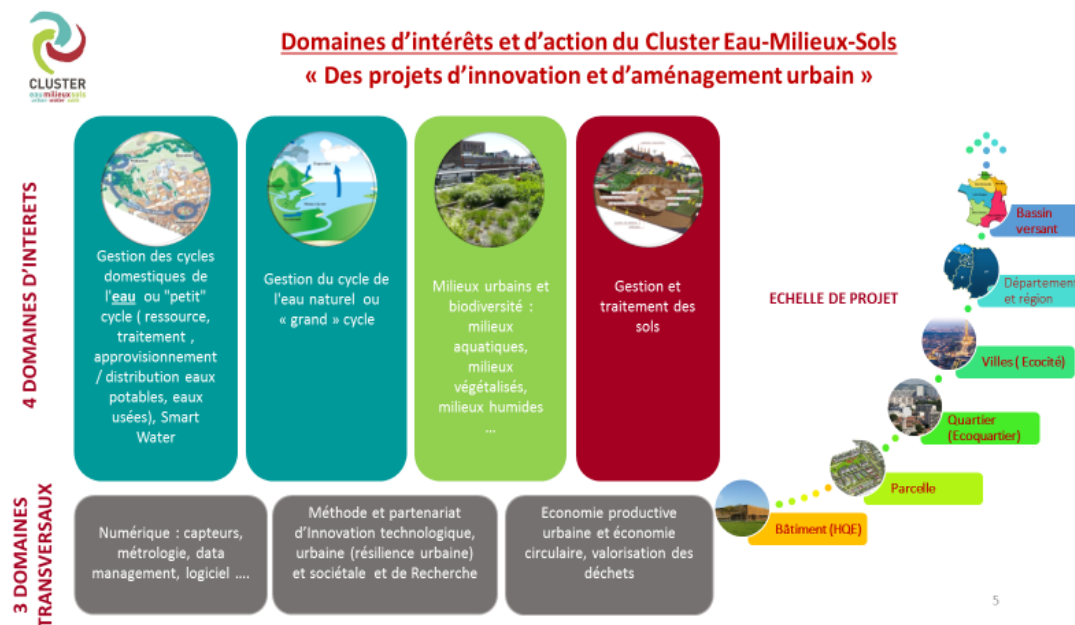 Domaines d'intérêts et d'action du Cluster Eau-Milieux-Sols
« Des projets d'innovation et d'aménagement urbain »
CLUSTER
eaumilieuxsols
urban water soils
4 DOMAINES D'INTERETS
Gestion des cycles
domestiques de
l'eau ou "petit"
cycle ( ressource,
traitement ,
approvisionnement
/ distribution eaux
potables, eaux
usées), Smart
Water
Gestion du cycle de
l'eau naturel ou
« grand » cycle
Milieux urbains et
biodiversité :
milieux
aquatiques,
milieux
végétalisés,
milieux humides
...
Gestion et
traitement des
sols
ECHELLE DE PROJET
Bassin
versant
Département
et région
Villes ( Ecocité)
Quartier
(Ecoquartier)
Parcelle
Bâtiment (HQE)
3 DOMAINES
TRANSVERSAUX
Numérique : capteurs,
métrologie, data
management, logiciel ....
Méthode et partenariat
d'Innovation technologique,
urbaine (résilience urbaine)
et sociétale et de Recherche
Economie productive
urbaine et économie
circulaire, valorisation des
déchets
5